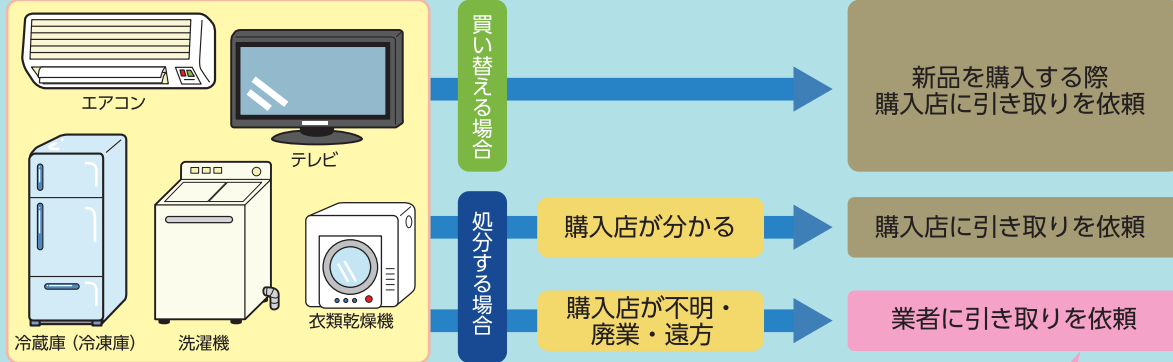 エアコン
テレビ
冷蔵庫（冷凍庫）
洗濯機
衣類乾燥機
買い替える場合
新品を購入する際
購入店に引き取りを依頼
処分する場合
購入店が分かる
購入店に引き取りを依頼
購入店が不明・
廃業・遠方
業者に引き取りを依頼